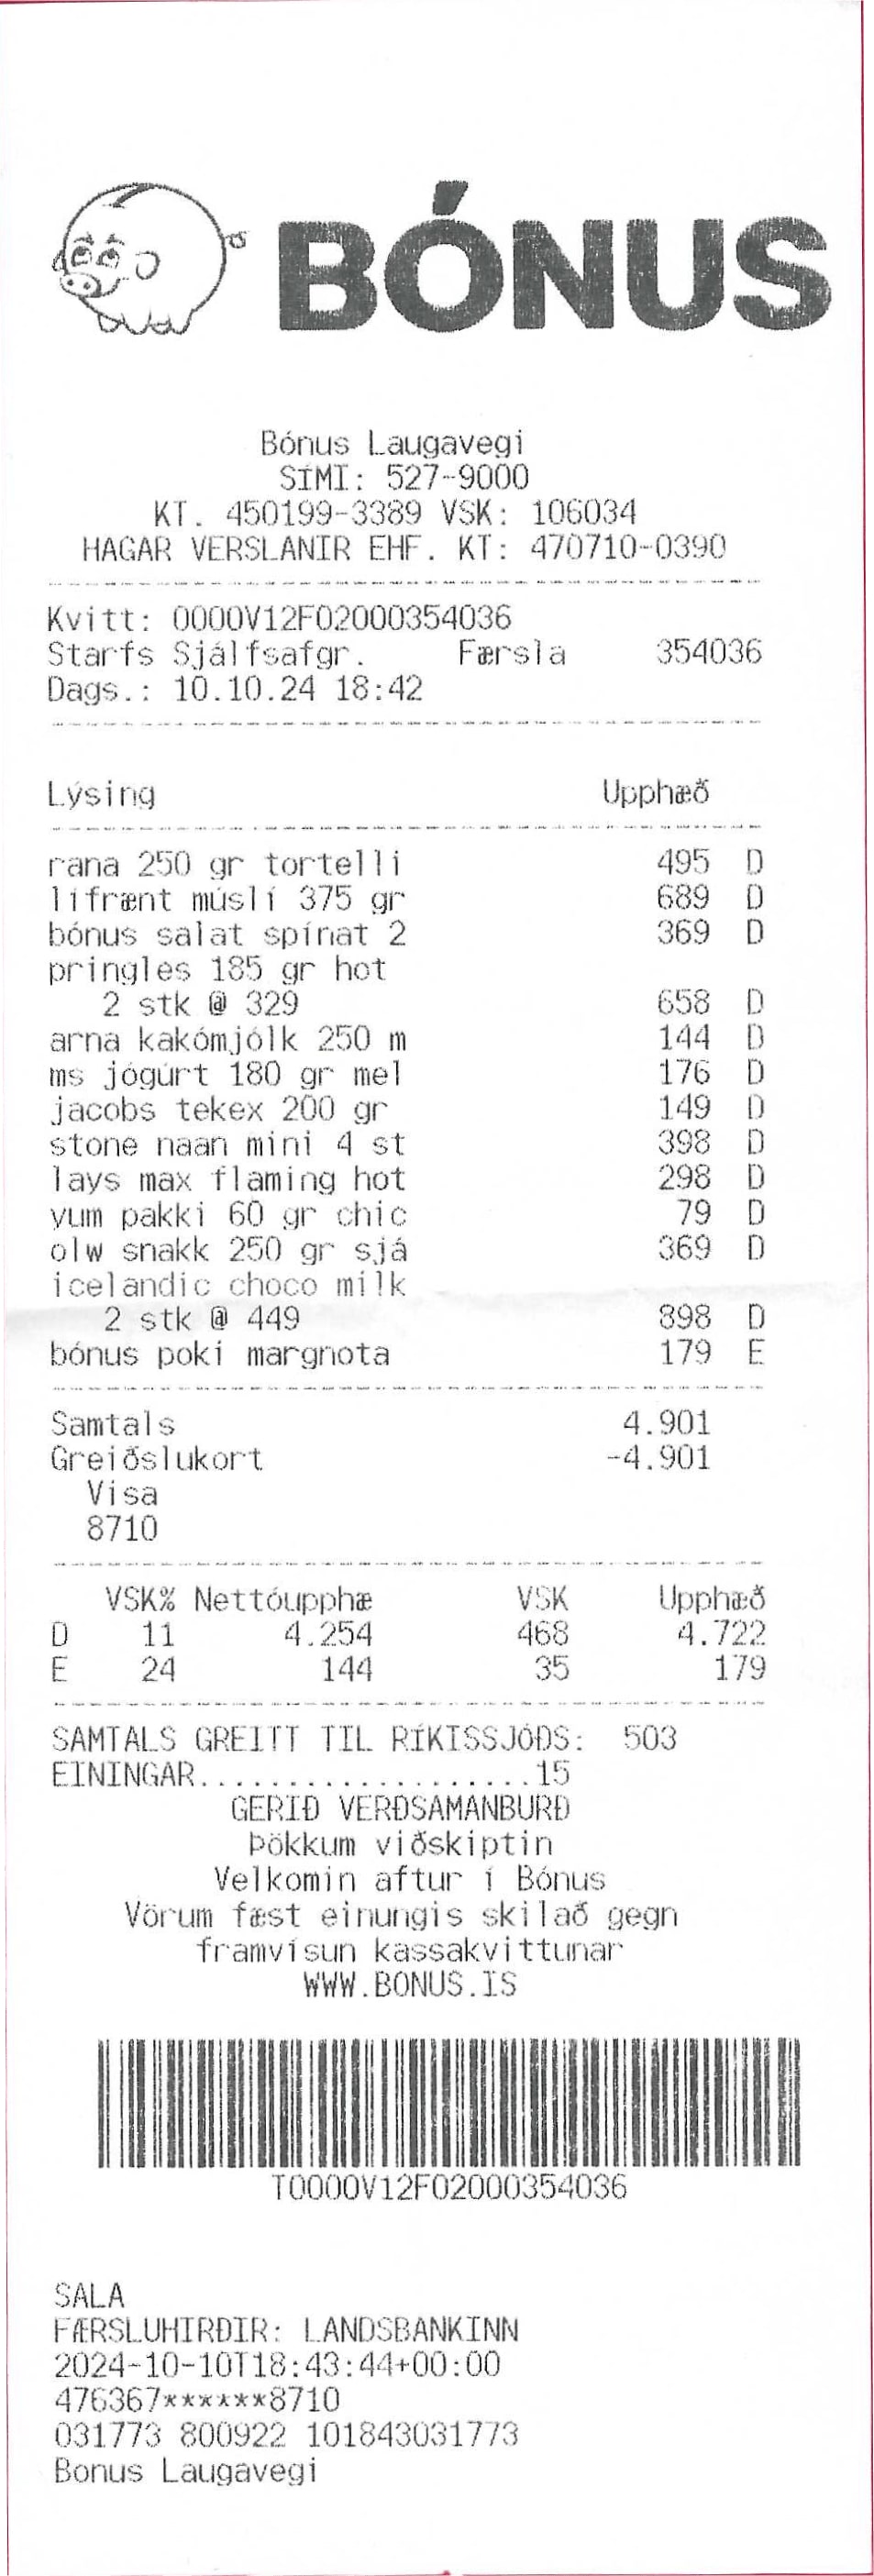 BÓNUS
Bónus Laugavegi
SÍMI: 527-9000
KT. 450199-3389 VSK: 106034
HAGAR VERSLANIR EHF. KT: 470710-0390
Kvitt: 0000V12F02000354036
Starfs Sjálfsafgr. Færsla 354036
Dags.: 10.10.24 18:42
Lýsing Upphæð
rana 250 gr tortelli 495 D
lífrænt múslí 375 gr 689 D
bónus salat spínat 2 369 D
pringles 185 gr hot
2 stk @ 329 658 D
arna kakómjólk 250 m 144 D
ms jógúrt 180 gr mel 176 D
jacobs tekex 200 gr 149 D
stone naan mini 4 st 398 D
lays max flaming hot 298 D
yum pakki 60 gr chic 79 D
olw snakk 250 gr sjá 369 D
icelandic choco milk
2 stk @ 449 898 D
bónus poki margnota 179 E
Samtals 4.901
Greiðslukort -4.901
Visa
8710
VSK% Nettóupphæ VSK Upphæð
D 11 4.254 468 4.722
E 24 144 35 179
SAMTALS GREITT TIL RÍKISSJÓÐS: 503
EININGAR...................15
GERIÐ VERÐSAMANBURÐ
Þökkum viðskiptin
Velkomin aftur í Bónus
Vörum fæst einungis skilað gegn
framvísun kassakvittunar
WWW.BONUS.IS
T0000V12F02000354036
SALA
FÆRSLUHIRÐIR: LANDSBANKINN
2024-10-10T18:43:44+00:00
476367******8710
031773 800922 101843031773
Bonus Laugavegi